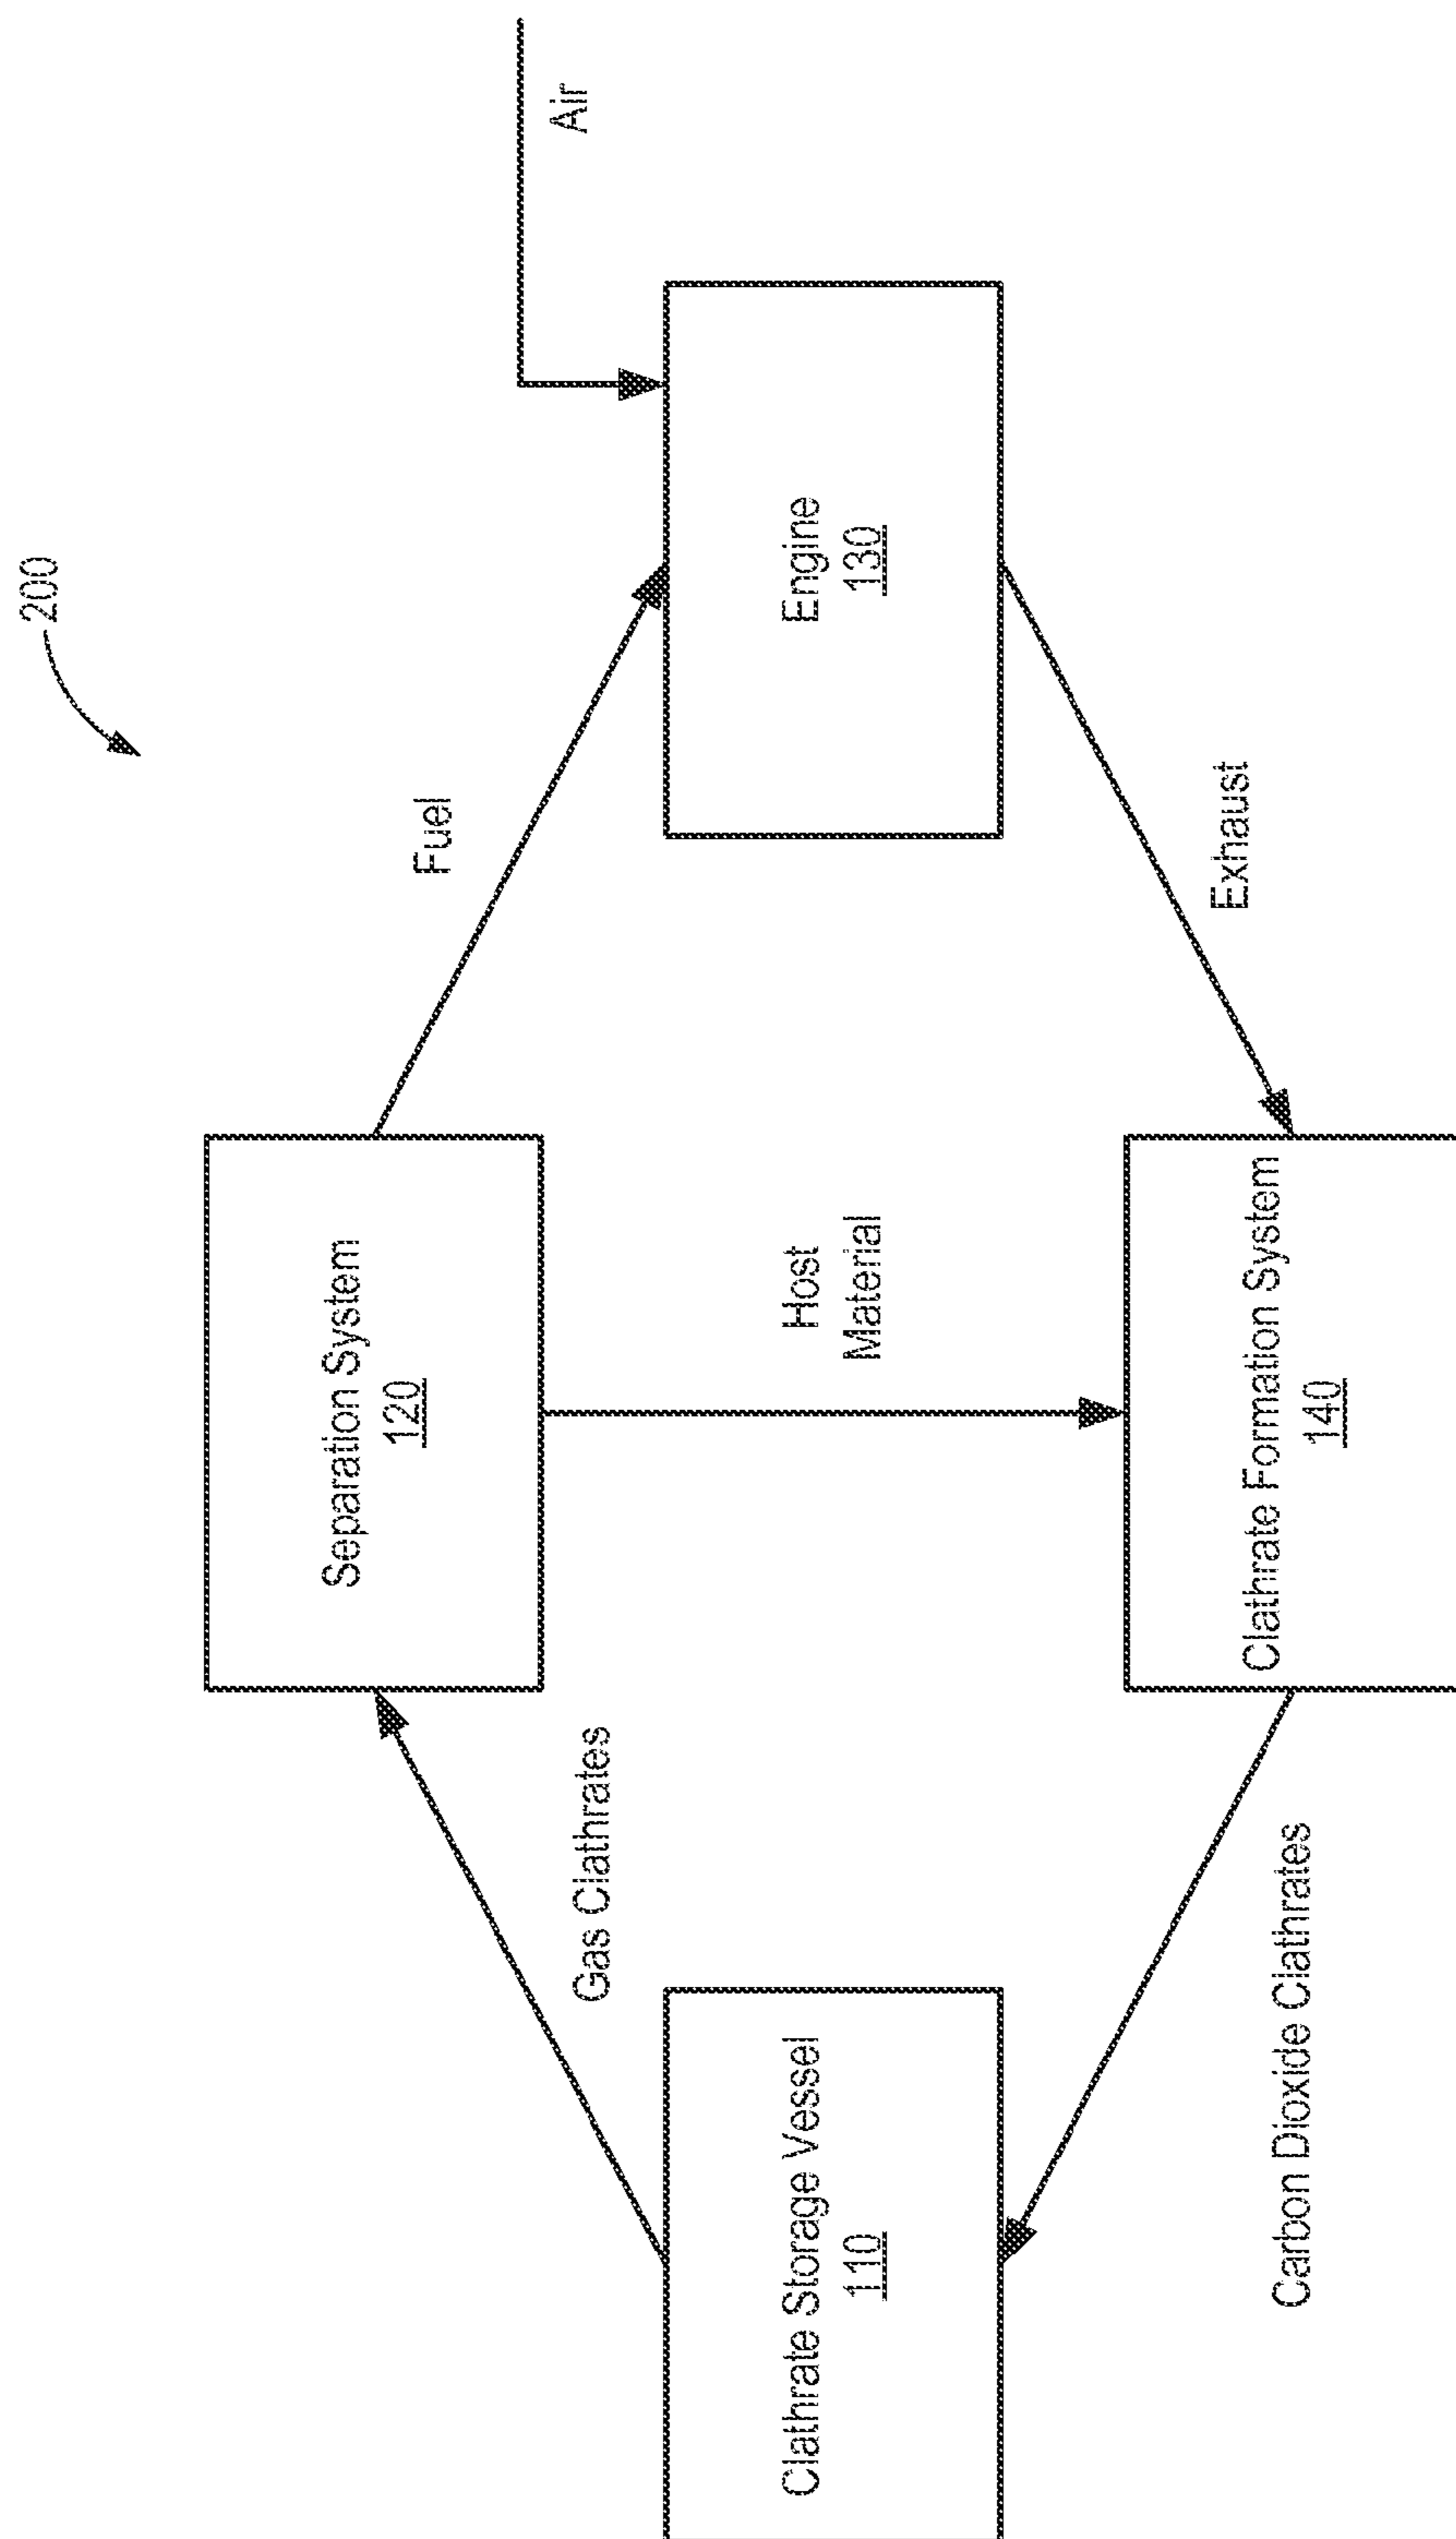 200
Separation System
120
Fuel
Air
Gas Clathrates
Host
Material
Clathrate Storage Vessel
110
Engine
130
Clathrate Formation System
140
Exhaust
Carbon Dioxide Clathrates